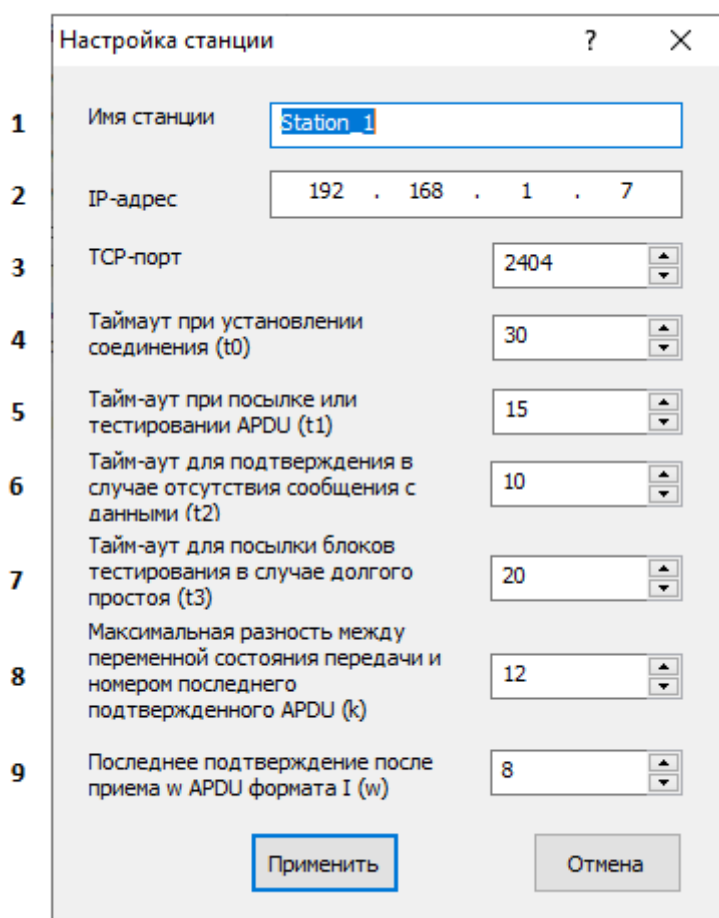 Настройка станции ? ×
1 Имя станции Station_1
2 IP-адрес 192 . 168 . 1 . 7
3 TCP-порт 2404
4 Таймаут при установлении
соединения (t0) 30
5 Тайм-аут при посылке или
тестировании APDU (t1) 15
6 Тайм-аут для подтверждения в
случае отсутствия сообщения с
данными (t2) 10
7 Тайм-аут для посылки блоков
тестирования в случае долгого
простоя (t3) 20
8 Максимальная разность между
переменной состояния передачи и
номером последнего
подтвержденного APDU (k) 12
9 Последнее подтверждение после
приема w APDU формата I (w) 8
Применить Отмена